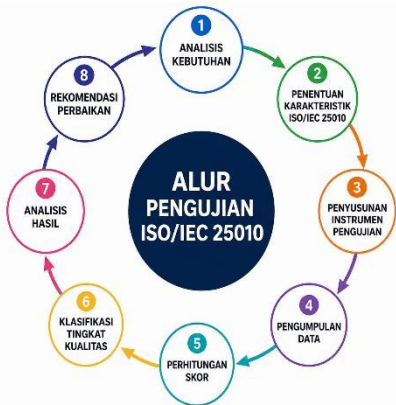 ALUR
PENGUJIAN
ISO/IEC 25010
1
ANALISIS
KEBUTUHAN
2
PENENTUAN
KARAKTERISTIK
ISO/IEC 25010
3
PENYUSUNAN
INSTRUMEN
PENGUJIAN
4
PENGUMPULAN
DATA
5
PERHITUNGAN
SKOR
6
KLASIFIKASI
TINGKAT
KUALITAS
7
ANALISIS
HASIL
8
REKOMENDASI
PERBAIKAN